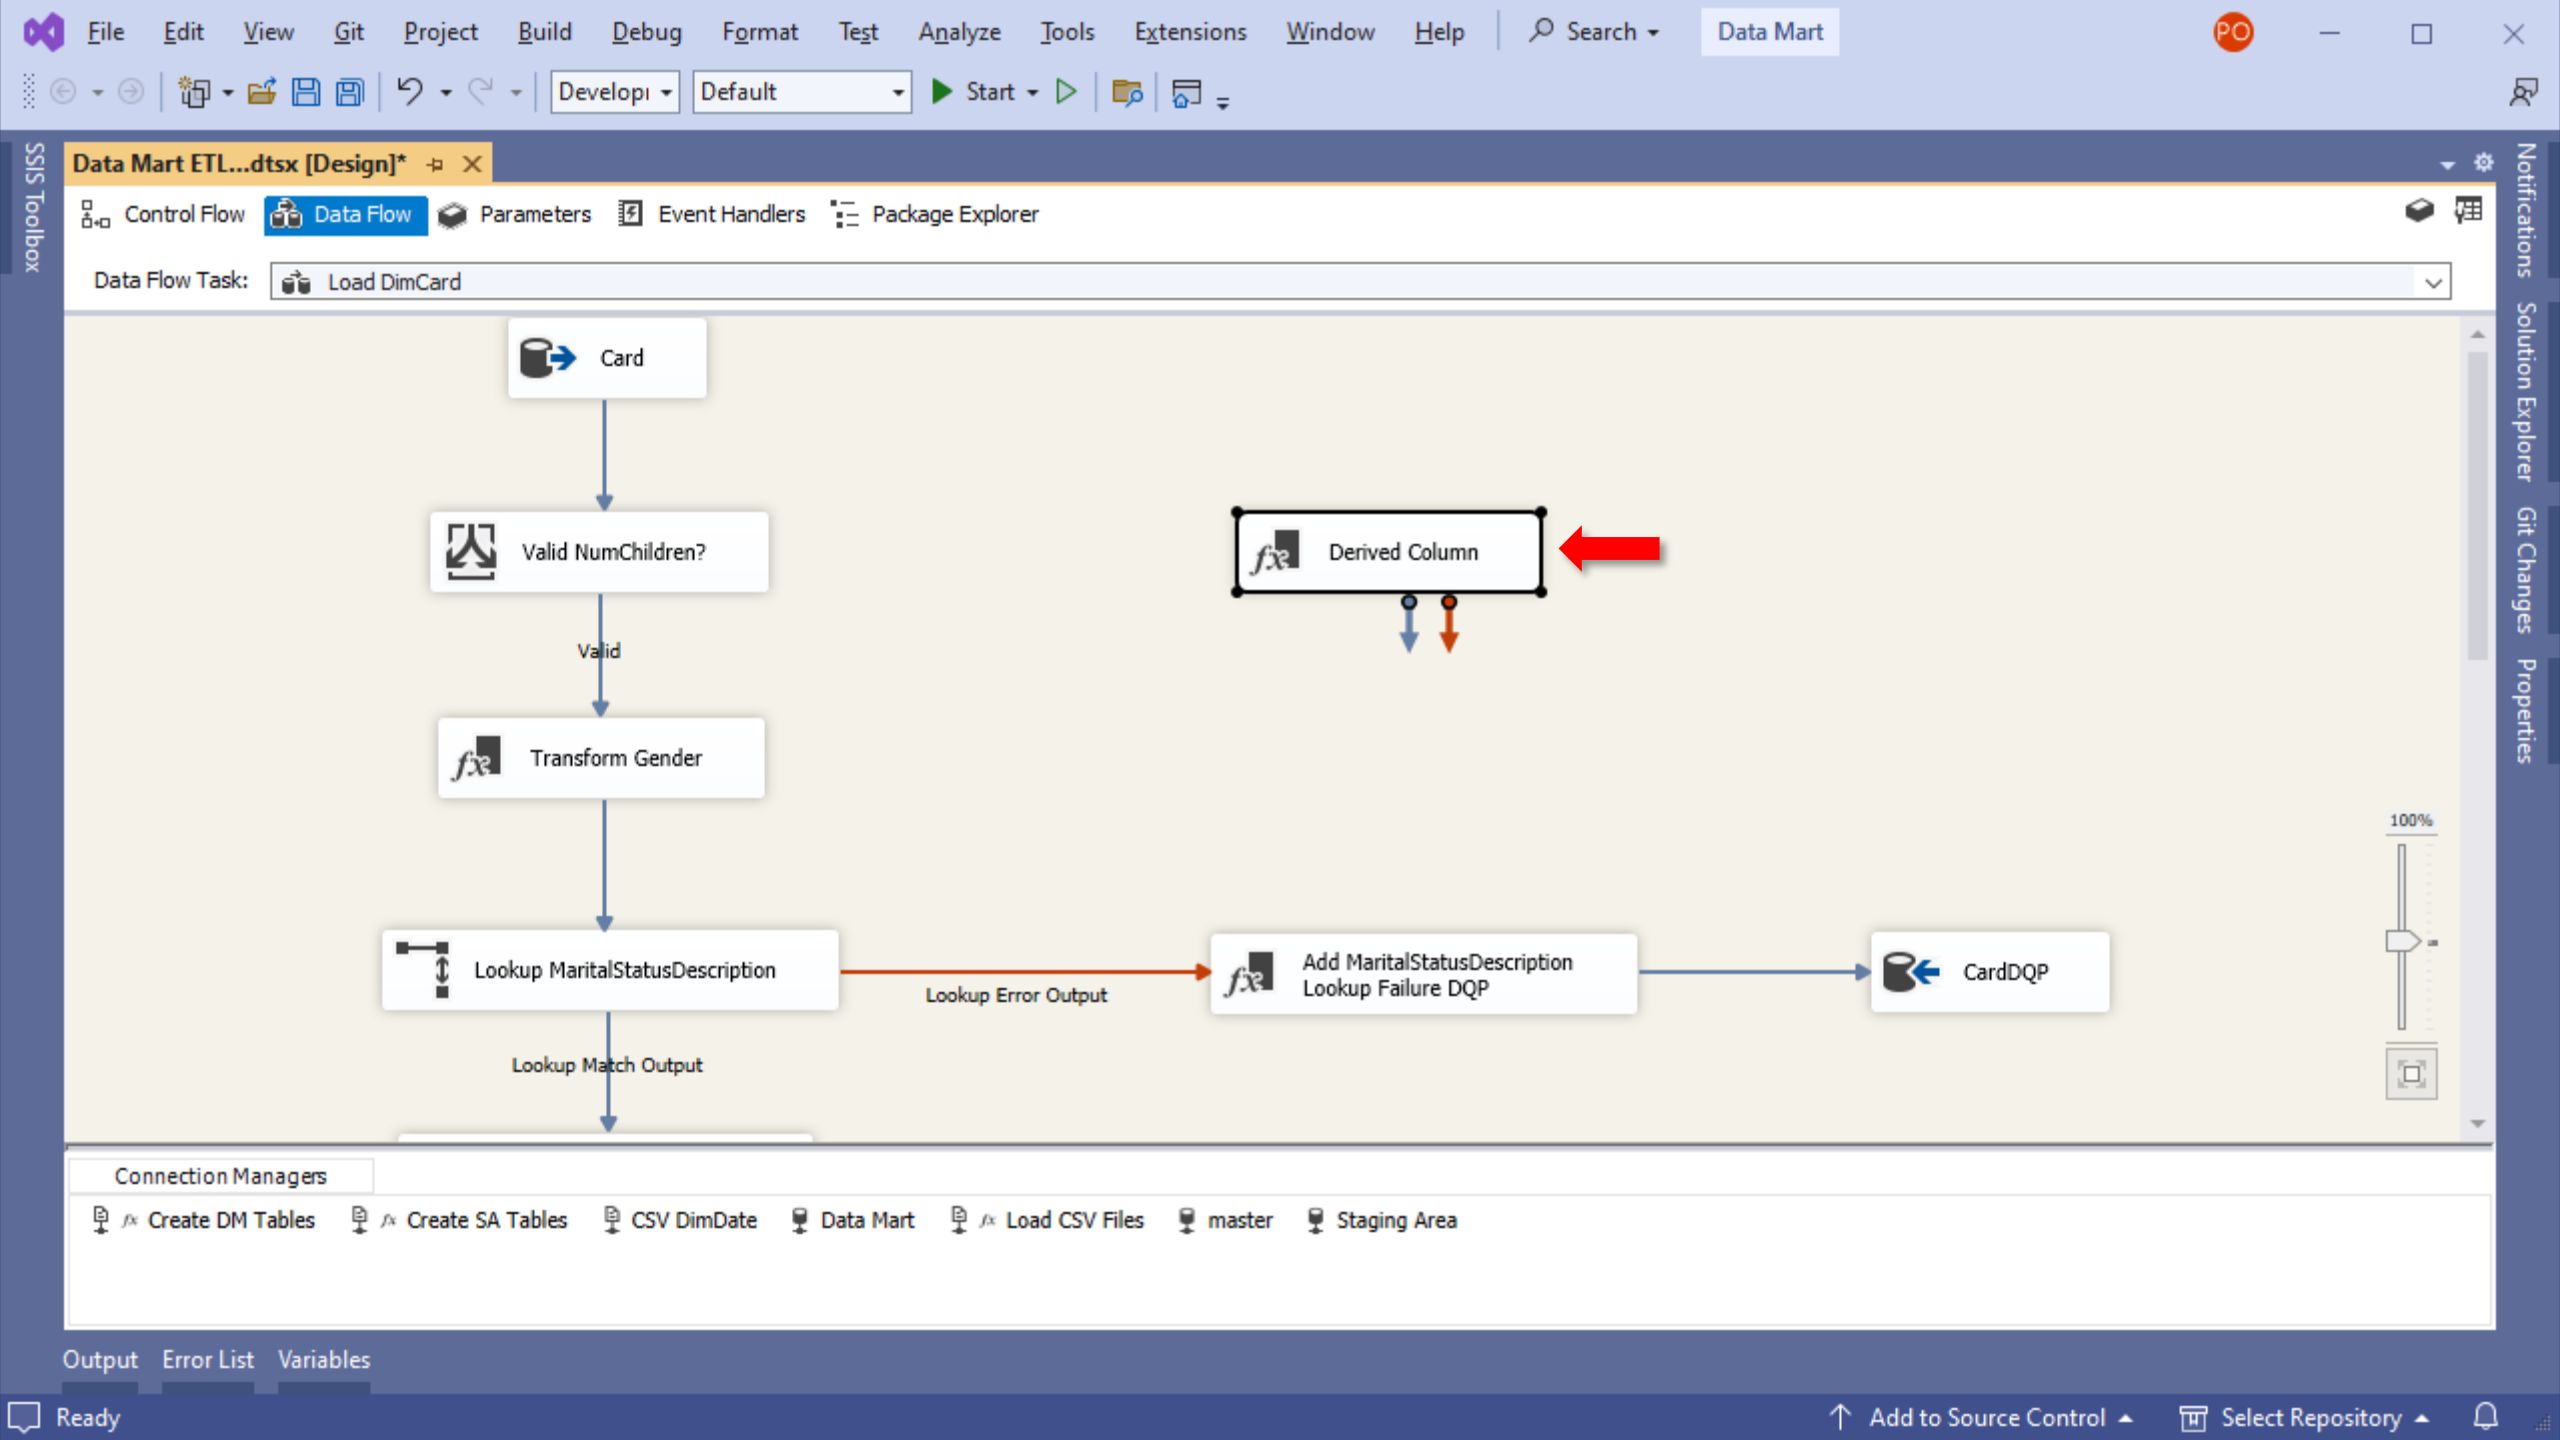 File Edit View Git Project Build Debug Format Test Analyze Tools Extensions Window Help Search Data Mart PO
Develop Default Start
SSIS Toolbox
Data Mart ETL...dtsx [Design]*
Control Flow Data Flow Parameters Event Handlers Package Explorer
Data Flow Task: Load DimCard
Card
Valid NumChildren?
Derived Column
Valid
Transform Gender
Lookup MaritalStatusDescription
Lookup Error Output
Add MaritalStatusDescription
Lookup Failure DQP
CardDQP
Lookup Match Output
100%
Notifications
Solution Explorer
Git Changes
Properties
Connection Managers
fx Create DM Tables fx Create SA Tables CSV DimDate Data Mart fx Load CSV Files master Staging Area
Output Error List Variables
Ready Add to Source Control Select Repository